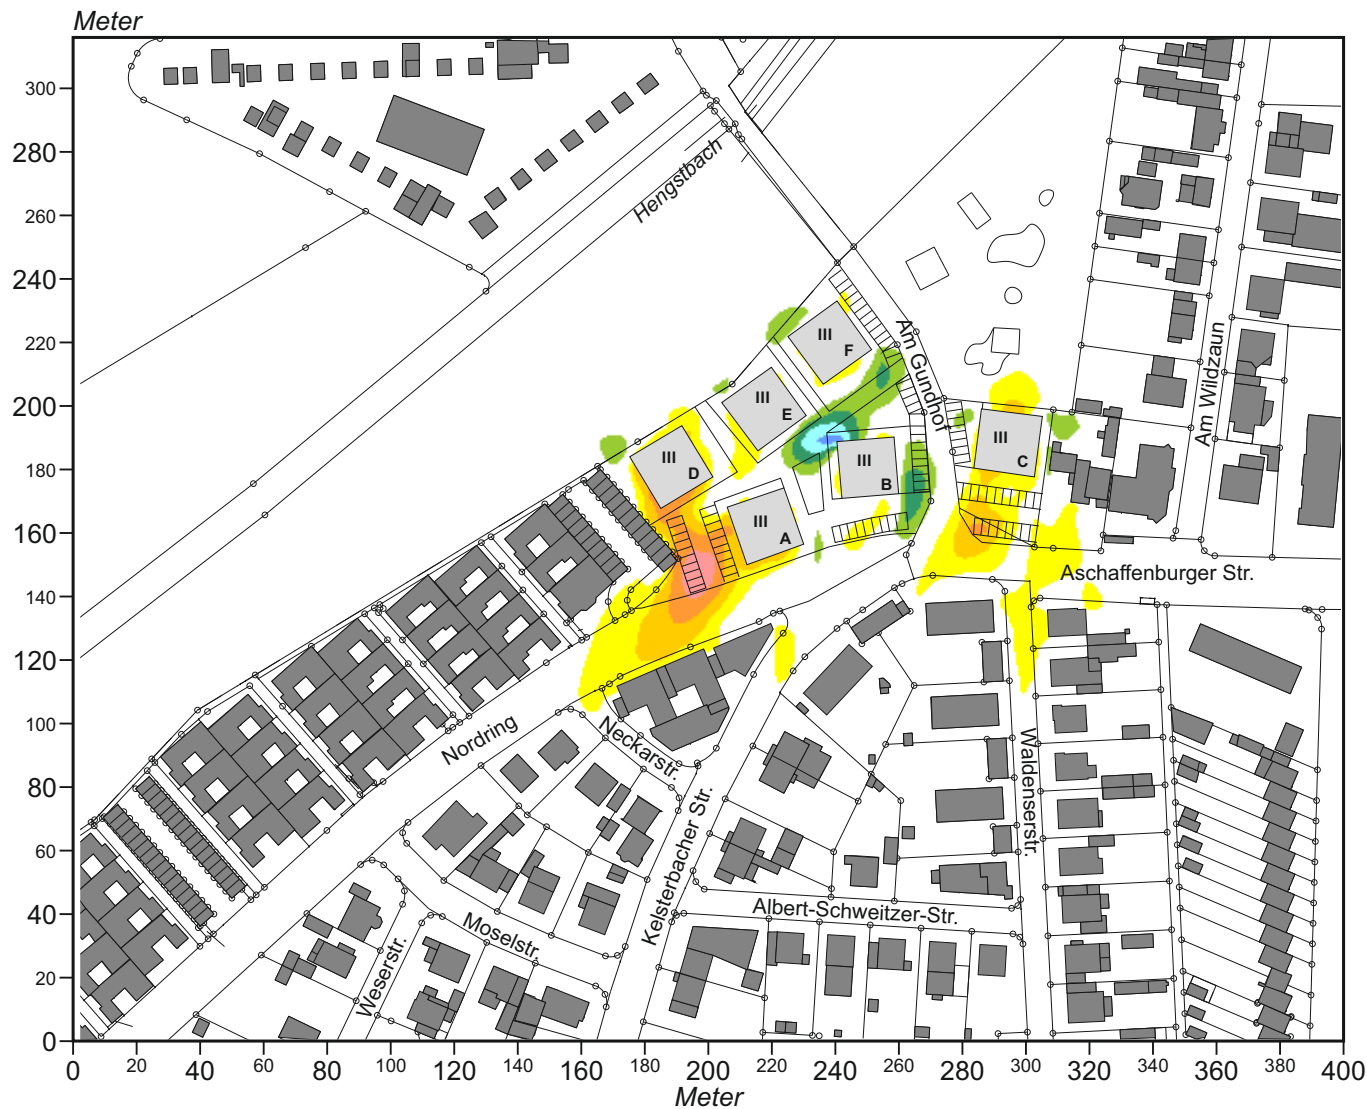 Meter
300
280
260
240
220
200
180
160
140
120
100
80
60
40
20
0
Hengstbach
Am Gundhof
Am Wildzaun
III
F
III
E
III
D
III
C
III
B
III
A
Aschaffenburger Str.
Nordring
Neckarstr.
Waldenserstr.
Kelsterbacher Str.
Albert-Schweitzer-Str.
Moselstr.
Weserstr.
0 20 40 60 80 100 120 140 160 180 200 220 240 260 280 300 320 340 360 380 400
Meter